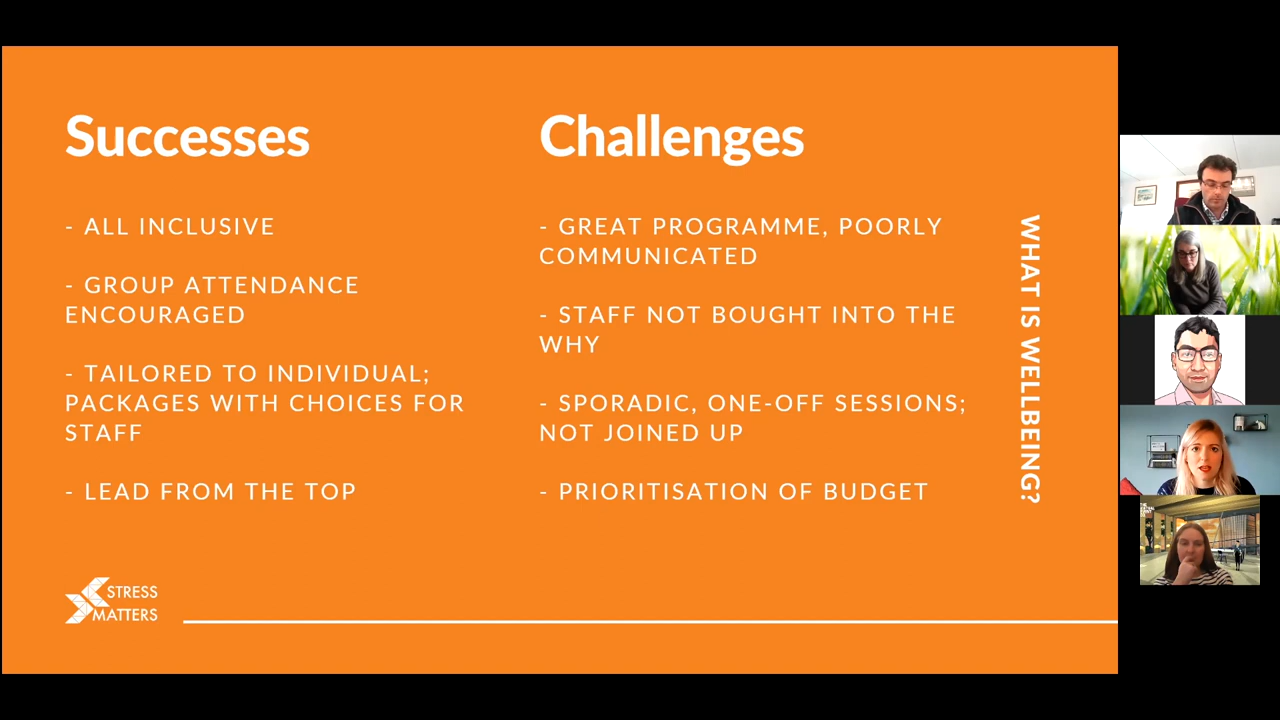 Successes
- ALL INCLUSIVE
- GROUP ATTENDANCE
ENCOURAGED
- TAILORED TO INDIVIDUAL;
PACKAGES WITH CHOICES FOR
STAFF
- LEAD FROM THE TOP
Challenges
- GREAT PROGRAMME, POORLY
COMMUNICATED
- STAFF NOT BOUGHT INTO THE
WHY
- SPORADIC, ONE-OFF SESSIONS;
NOT JOINED UP
- PRIORITISATION OF BUDGET
WHAT IS WELLBEING?
STRESS
MATTERS